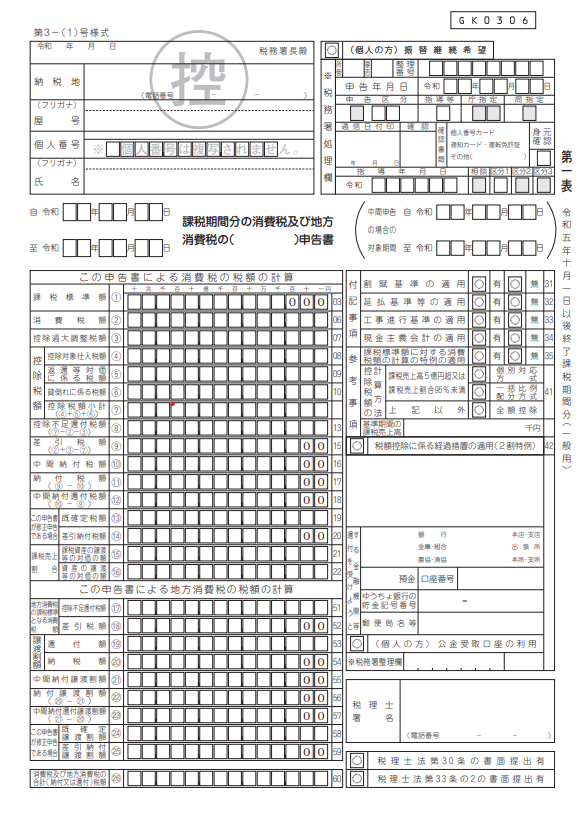 GK0306
第3-(1)号様式
令和 年 月 日
税務署長殿
控
納税地
(電話番号 - - )
(フリガナ)
屋号
個人番号
※個人番号は複写されません。
(フリガナ)
氏名
(個人の方)振替継続希望
※税務署処理欄
整理番号
申告年月日 令和 年 月 日
申告区分 指導等 庁指定 局指定
通信日付印 確認
年 月 日
確認書類
個人番号カード
通知カード・運転免許証
その他( )
身元確認
指導年月日 相談 区分1 区分2 区分3
令和
第一表
令和五年十月一日以後終了課税期間分(一般用)
自 令和 年 月 日
至 令和 年 月 日
課税期間分の消費税及び地方
消費税の( )申告書
中間申告 自 令和 年 月 日
の場合の
対象期間 至 令和 年 月 日
この申告書による消費税の税額の計算
十兆千百十億千百十万千百十一円
課税標準額 ① 000 03
消費税額 ② 06
控除過大調整税額 ③ 07
控除税額
控除対象仕入税額 ④ 08
返還等対価に係る税額 ⑤ 09
貸倒れに係る税額 ⑥ 10
控除税額小計(④+⑤+⑥) ⑦
控除不足還付税額(⑦-②-③) ⑧ 13
差引税額(②+③-⑦) ⑨ 00 15
中間納付税額 ⑩ 00 16
納付税額(⑨-⑩) ⑪ 00 17
中間納付還付税額(⑩-⑨) ⑫ 00 18
この申告書が修正申告である場合
既確定税額 ⑬ 19
差引納付税額 ⑭ 00 20
課税売上割合
課税資産の譲渡等の対価の額 ⑮ 21
資産の譲渡等の対価の額 ⑯ 22
この申告書による地方消費税の税額の計算
地方消費税の課税標準となる消費税額
控除不足還付税額 ⑰ 51
差引税額 ⑱ 00 52
譲渡割額
還付額 ⑲ 53
納税額 ⑳ 00 54
中間納付譲渡割額 ㉑ 00 55
納付譲渡割額(⑳-㉑) ㉒ 00 56
中間納付還付譲渡割額(㉑-⑳) ㉓ 00 57
この申告書が修正申告である場合
既確定譲渡割額 ㉔ 58
差引納付譲渡割額 ㉕ 00 59
消費税及び地方消費税の合計(納付又は還付)税額 ㉖ 60
付記事項
割賦基準の適用 有 無 31
延払基準等の適用 有 無 32
工事進行基準の適用 有 無 33
現金主義会計の適用 有 無 34
参考事項
課税標準額に対する消費税額の計算の特例の適用 有 無 35
控除税額の計算の方法
課税売上高5億円超又は
課税売上割合95%未満
個別対応方式
一括比例配分方式
上記以外 全額控除
41
基準期間の課税売上高 千円
税額控除に係る経過措置の適用(2割特例) 42
還付を受けようとする金融機関等
銀行 本店・支店
金庫・組合 出張所
農協・漁協 本所・支所
預金 口座番号
ゆうちょ銀行の貯金記号番号 -
郵便局名等
(個人の方)公金受取口座の利用
※税務署整理欄
税理士署名
(電話番号 - - )
税理士法第30条の書面提出有
税理士法第33条の2の書面提出有